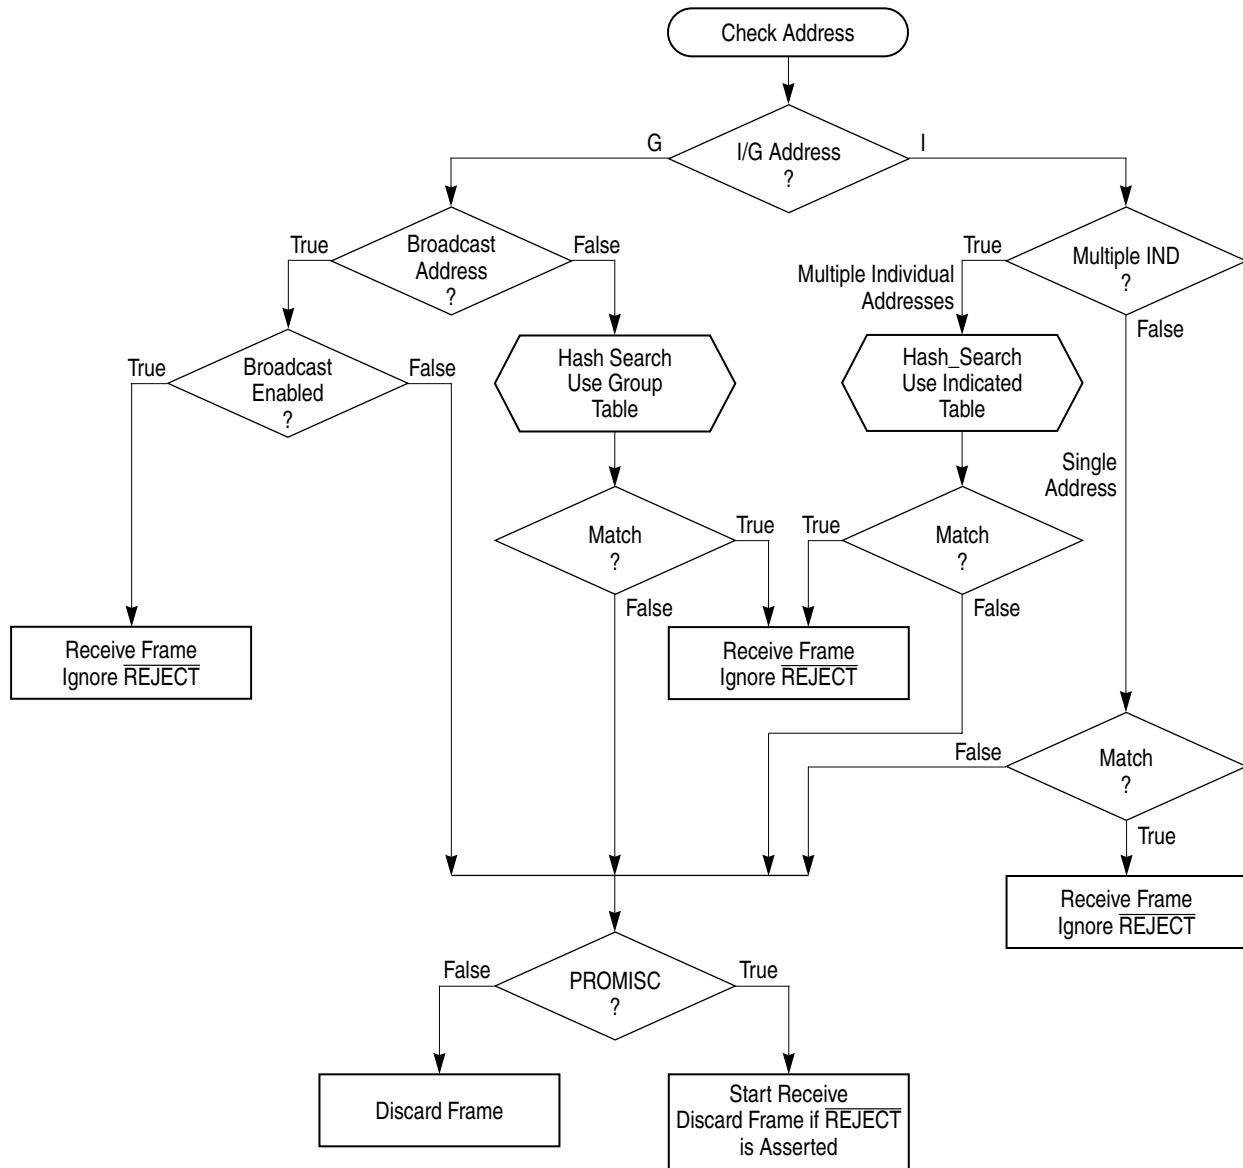 Check Address
G
I/G Address
?
I
True
Broadcast
Address
?
False
True
Multiple IND
?
Multiple Individual
Addresses
False
True
Broadcast
Enabled
?
False
Hash Search
Use Group
Table
Hash_Search
Use Indicated
Table
Single
Address
Match
?
True
False
True
Match
?
False
Receive Frame
Ignore REJECT
Receive Frame
Ignore REJECT
False
Match
?
True
Receive Frame
Ignore REJECT
False
PROMISC
?
True
Discard Frame
Start Receive
Discard Frame if REJECT
is Asserted